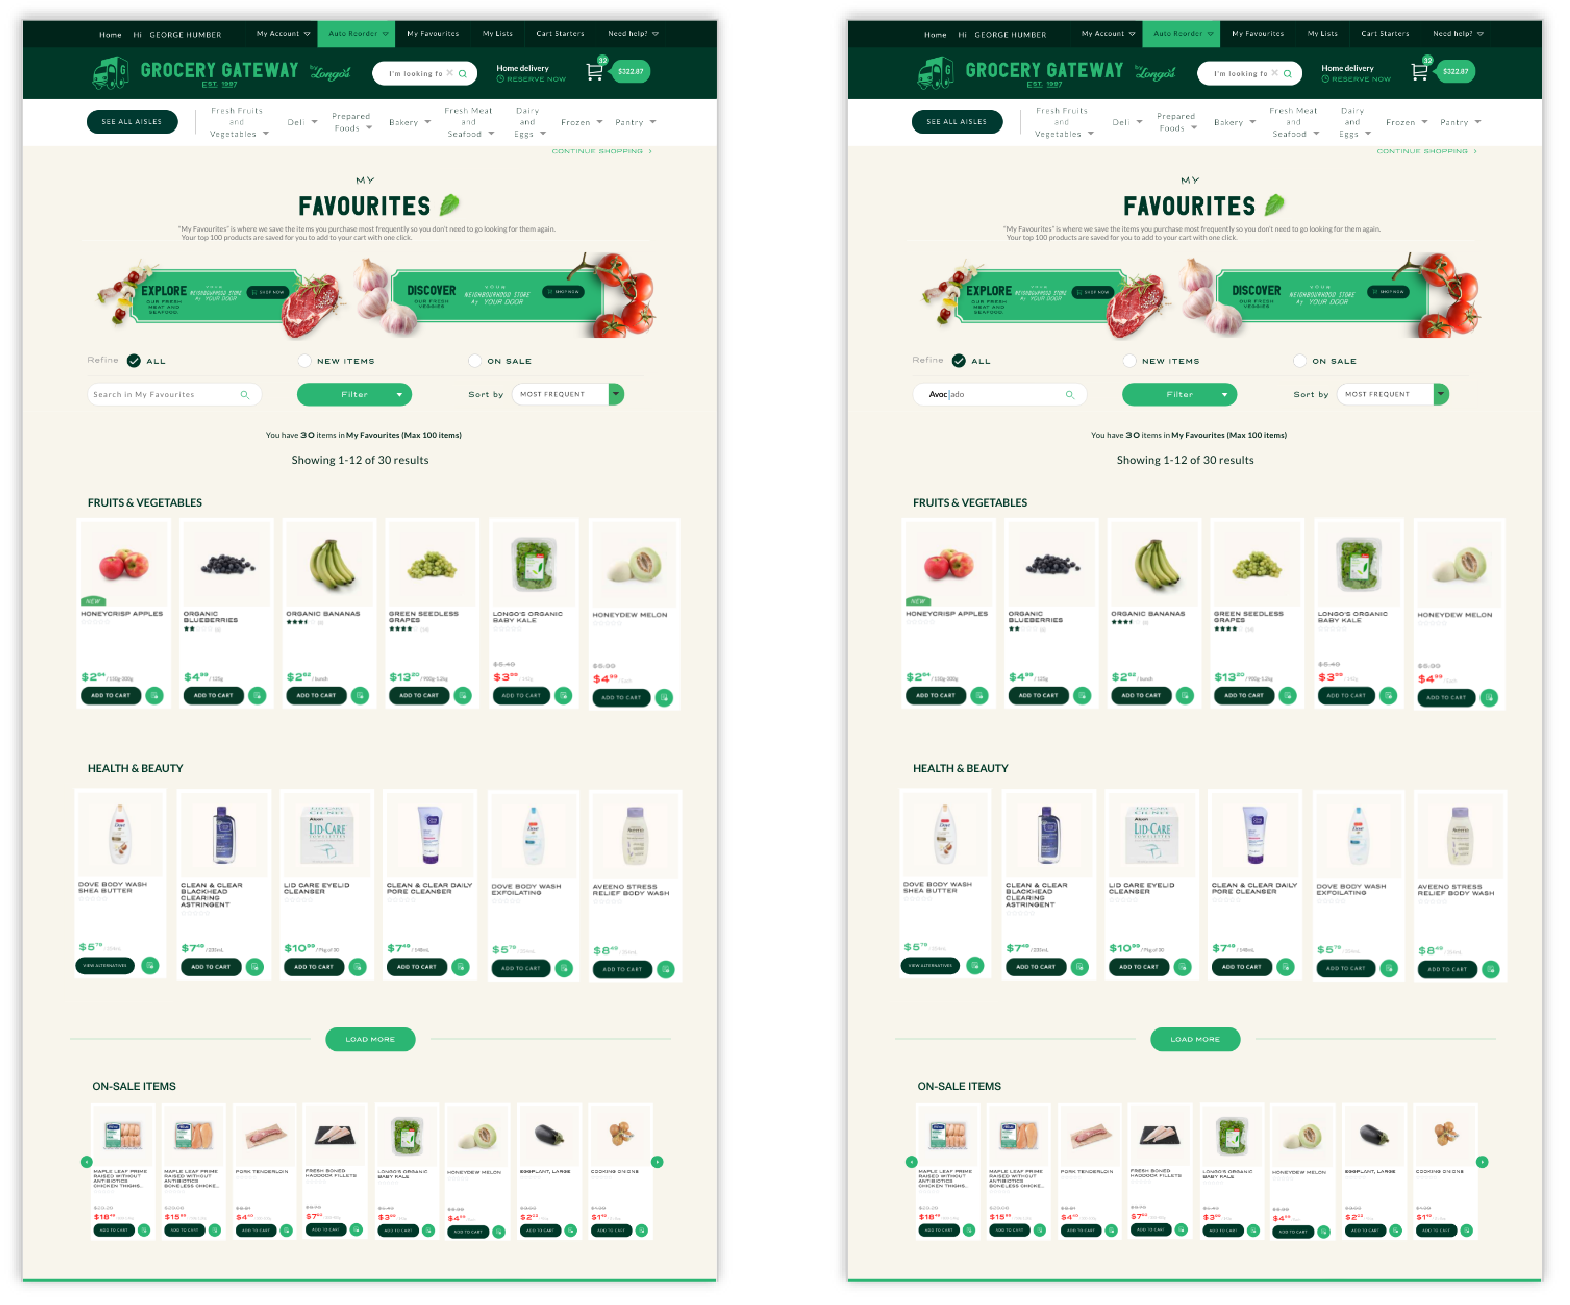 Home Hi GEORGE HUMBER My Account Auto Reorder My Favourites My Lists Cart Starters Need help?
GROCERY GATEWAY by Longo's
EST. 1997
I'm looking fo
Home delivery
RESERVE NOW
32
$322.87
SEE ALL AISLES
Fresh Fruits and Vegetables
Deli
Prepared Foods
Bakery
Fresh Meat and Seafood
Dairy and Eggs
Frozen
Pantry
CONTINUE SHOPPING >
MY
FAVOURITES
"My Favourites" is where we save the items you purchase most frequently so you don't need to go looking for them again.
Your top 100 products are saved for you to add to your cart with one click.
EXPLORE
OUR FRESH
MEAT AND
SEAFOOD
YOUR
NEIGHBOURHOOD STORE
AT YOUR DOOR
SHOP NOW
DISCOVER
OUR FRESH
VEGGIES
YOUR
NEIGHBOURHOOD STORE
AT YOUR DOOR
SHOP NOW
Refine ALL NEW ITEMS ON SALE
Search in My Favourites
Filter
Sort by MOST FREQUENT
You have 30 items in My Favourites (Max 100 items)
Showing 1-12 of 30 results
FRUITS & VEGETABLES
NEW
HONEYCRISP APPLES
$2
ADD TO CART
ORGANIC BLUEBERRIES
$4.99
ADD TO CART
ORGANIC BANANAS
$2
ADD TO CART
GREEN SEEDLESS GRAPES
$13
ADD TO CART
LONGO'S ORGANIC BABY KALE
$5.49
$3.99
ADD TO CART
HONEYDEW MELON
$5.99
$4.99
ADD TO CART
HEALTH & BEAUTY
DOVE BODY WASH SHEA BUTTER
$5.79
VIEW ALTERNATIVES
CLEAN & CLEAR BLACKHEAD CLEARING ASTRINGENT
$7.49
ADD TO CART
LID CARE EYELID CLEANSER
$10.99 / Pkg of 30
ADD TO CART
CLEAN & CLEAR DAILY PORE CLEANSER
$7.49
ADD TO CART
DOVE BODY WASH EXFOLIATING
$5.79
ADD TO CART
AVEENO STRESS RELIEF BODY WASH
$8.49
ADD TO CART
LOAD MORE
ON-SALE ITEMS
MAPLE LEAF PRIME RAISED WITHOUT ANTIBIOTICS CHICKEN THIGHS...
$18
ADD TO CART
MAPLE LEAF PRIME RAISED WITHOUT ANTIBIOTICS BONELESS CHICKE...
$15
ADD TO CART
PORK TENDERLOIN
$4
ADD TO CART
FRESH BONED HADDOCK FILLETS
$7
ADD TO CART
LONGO'S ORGANIC BABY KALE
$3.99
ADD TO CART
HONEYDEW MELON
$4.99
ADD TO CART
EGGPLANT, LARGE
$2
ADD TO CART
COOKING ONIONS
$1
ADD TO CART
Home Hi GEORGE HUMBER My Account Auto Reorder My Favourites My Lists Cart Starters Need help?
GROCERY GATEWAY by Longo's
EST. 1997
I'm looking fo
Home delivery
RESERVE NOW
32
$322.87
SEE ALL AISLES
Fresh Fruits and Vegetables
Deli
Prepared Foods
Bakery
Fresh Meat and Seafood
Dairy and Eggs
Frozen
Pantry
CONTINUE SHOPPING >
MY
FAVOURITES
"My Favourites" is where we save the items you purchase most frequently so you don't need to go looking for them again.
Your top 100 products are saved for you to add to your cart with one click.
EXPLORE
OUR FRESH
MEAT AND
SEAFOOD
YOUR
NEIGHBOURHOOD STORE
AT YOUR DOOR
SHOP NOW
DISCOVER
OUR FRESH
VEGGIES
YOUR
NEIGHBOURHOOD STORE
AT YOUR DOOR
SHOP NOW
Refine ALL NEW ITEMS ON SALE
Avocado
Filter
Sort by MOST FREQUENT
You have 30 items in My Favourites (Max 100 items)
Showing 1-12 of 30 results
FRUITS & VEGETABLES
NEW
HONEYCRISP APPLES
$2
ADD TO CART
ORGANIC BLUEBERRIES
$4.99
ADD TO CART
ORGANIC BANANAS
$2
ADD TO CART
GREEN SEEDLESS GRAPES
$13
ADD TO CART
LONGO'S ORGANIC BABY KALE
$5.49
$3.99
ADD TO CART
HONEYDEW MELON
$5.99
$4.99
ADD TO CART
HEALTH & BEAUTY
DOVE BODY WASH SHEA BUTTER
$5.79
VIEW ALTERNATIVES
CLEAN & CLEAR BLACKHEAD CLEARING ASTRINGENT
$7.49
ADD TO CART
LID CARE EYELID CLEANSER
$10.99 / Pkg of 30
ADD TO CART
CLEAN & CLEAR DAILY PORE CLEANSER
$7.49
ADD TO CART
DOVE BODY WASH EXFOLIATING
$5.79
ADD TO CART
AVEENO STRESS RELIEF BODY WASH
$8.49
ADD TO CART
LOAD MORE
ON-SALE ITEMS
MAPLE LEAF PRIME RAISED WITHOUT ANTIBIOTICS CHICKEN THIGHS...
$18
ADD TO CART
MAPLE LEAF PRIME RAISED WITHOUT ANTIBIOTICS BONELESS CHICKE...
$15
ADD TO CART
PORK TENDERLOIN
$4
ADD TO CART
FRESH BONED HADDOCK FILLETS
$7
ADD TO CART
LONGO'S ORGANIC BABY KALE
$3.99
ADD TO CART
HONEYDEW MELON
$4.99
ADD TO CART
EGGPLANT, LARGE
$2
ADD TO CART
COOKING ONIONS
$1
ADD TO CART